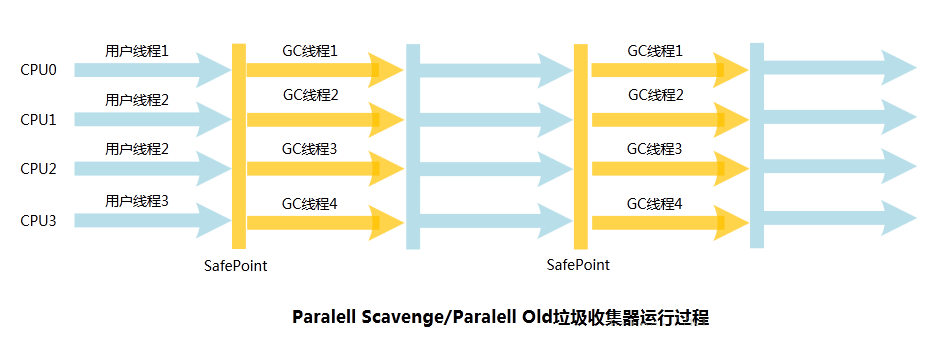 用户线程1 GC线程1 GC线程1
CPU0
用户线程2 GC线程2 GC线程2
CPU1
用户线程2 GC线程3 GC线程3
CPU2
用户线程3 GC线程4 GC线程4
CPU3
SafePoint SafePoint
Paralell Scavenge/Paralell Old垃圾收集器运行过程